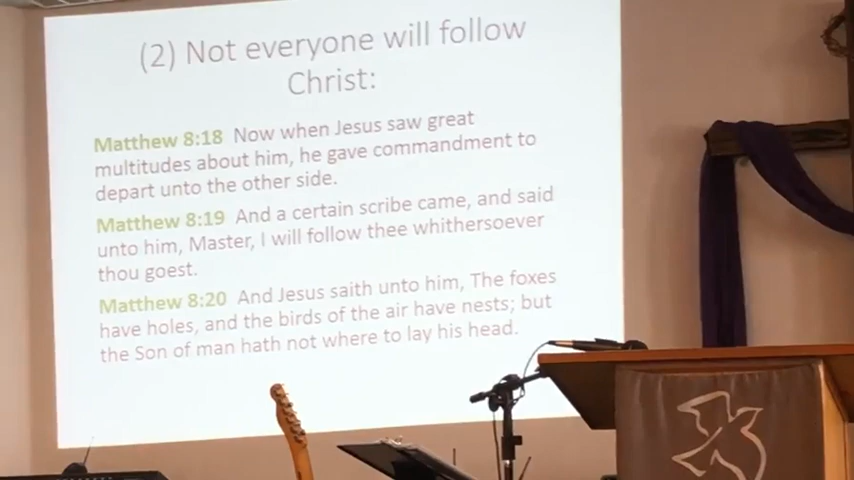 (2) Not everyone will follow
Christ:
Matthew 8:18 Now when Jesus saw great
multitudes about him, he gave commandment to
depart unto the other side.
Matthew 8:19 And a certain scribe came, and said
unto him, Master, I will follow thee whithersoever
thou goest.
Matthew 8:20 And Jesus saith unto him, The foxes
have holes, and the birds of the air have nests; but
the Son of man hath not where to lay his head.